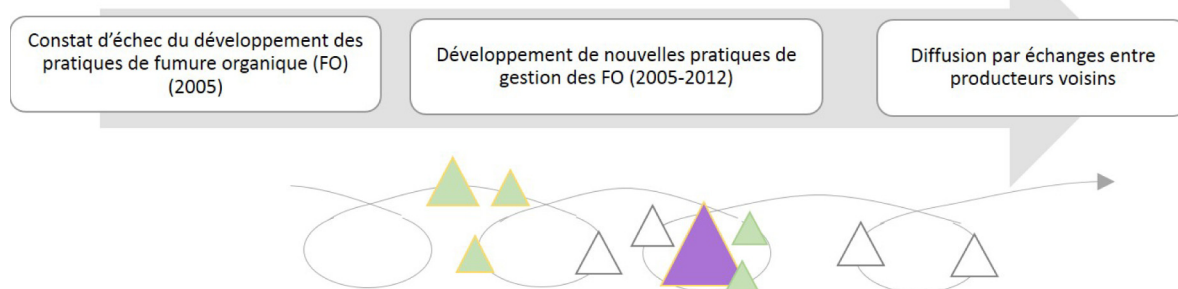 Constat d'échec du développement des
pratiques de fumure organique (FO)
(2005)
Développement de nouvelles pratiques de
gestion des FO (2005-2012)
Diffusion par échanges entre
producteurs voisins